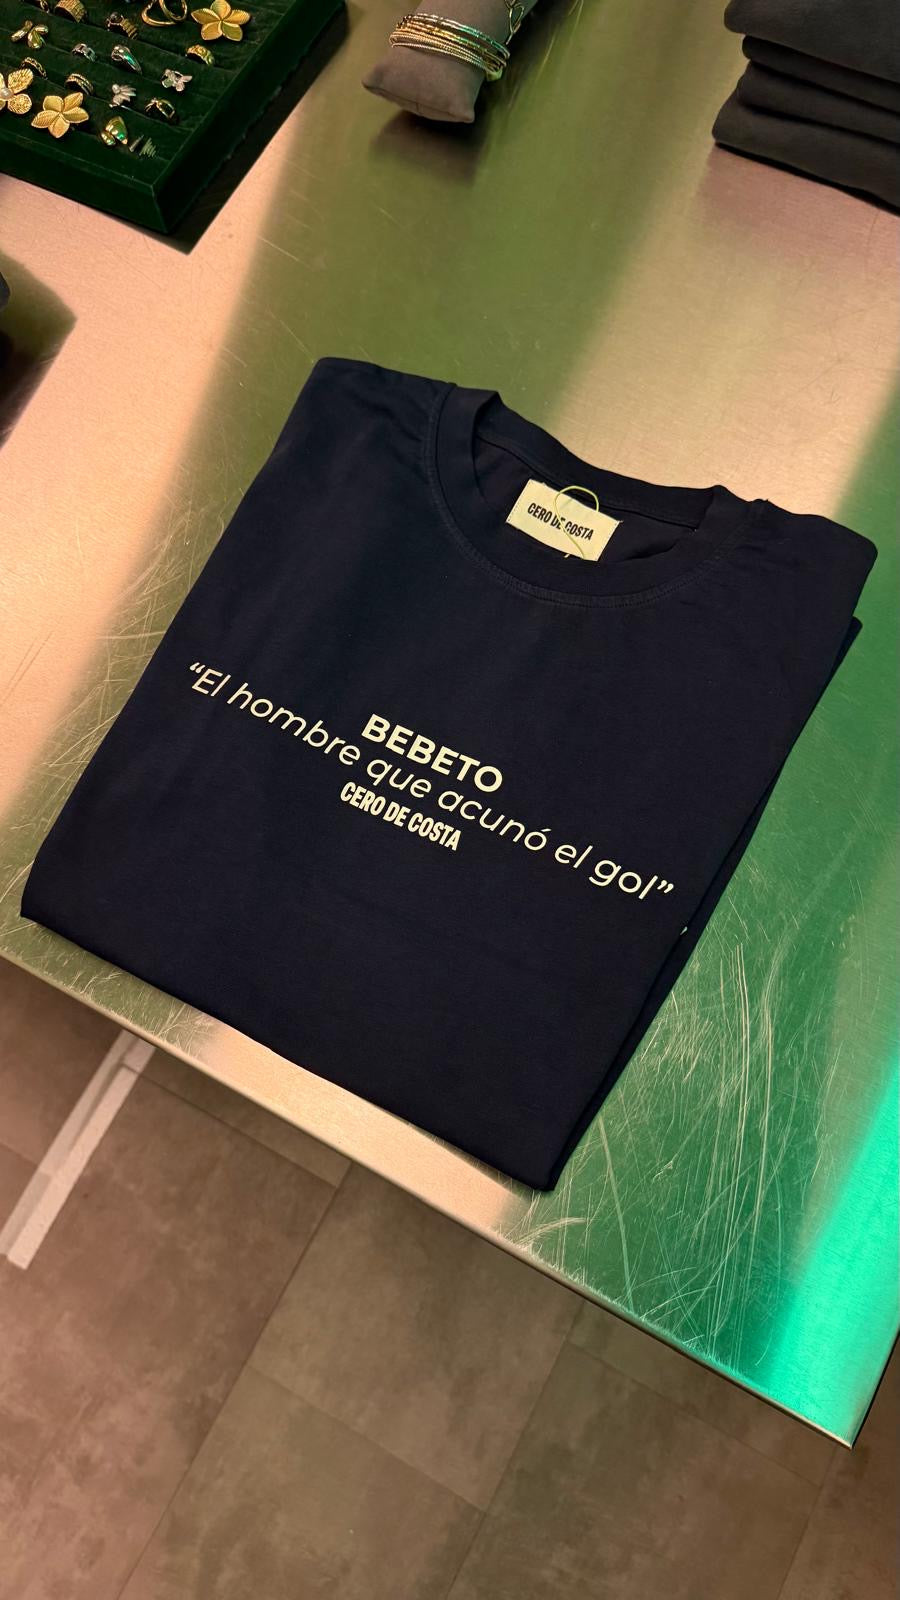 CERO DE COSTA
BEBETO
“El hombre que acunó el gol”
CERO DE COSTA